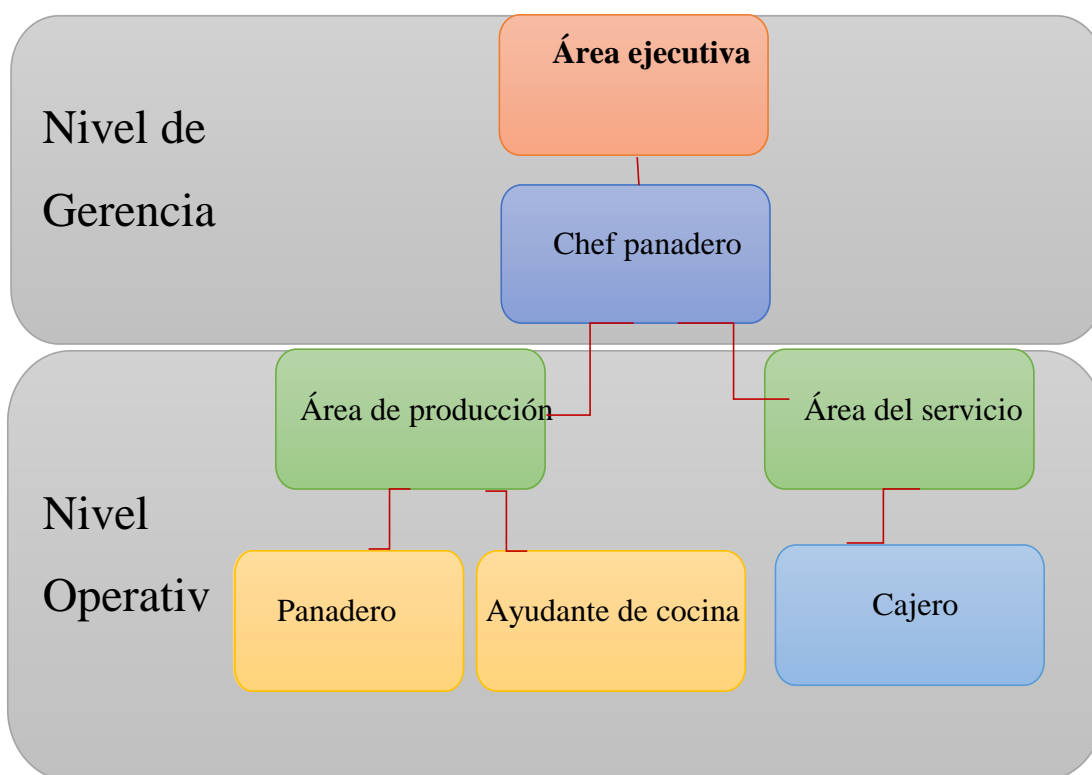 Área ejecutiva
Nivel de
Gerencia
Chef panadero
Área de producción
Área del servicio
Nivel
Operativ
Panadero
Ayudante de cocina
Cajero